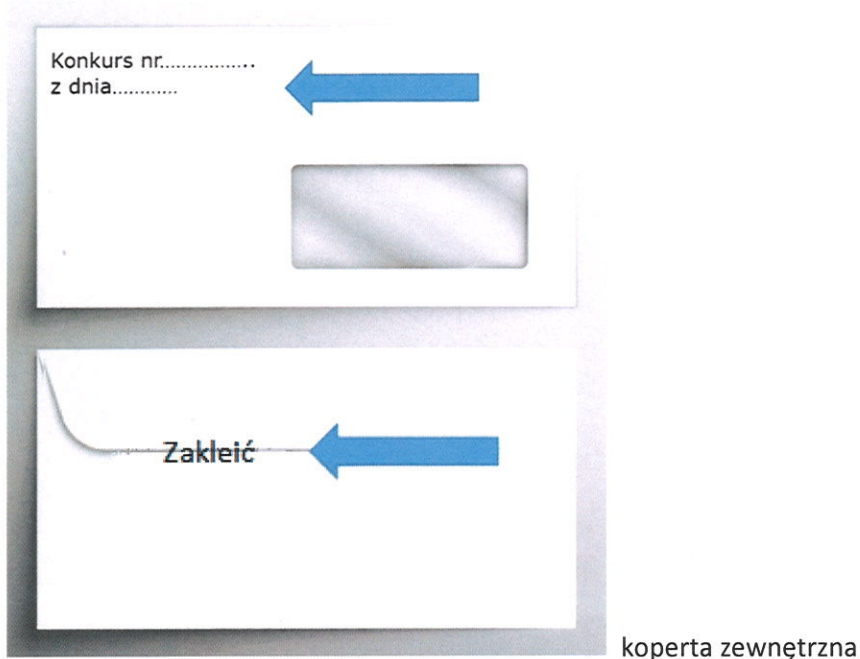 Konkurs nr..................
z dnia............
Zakleić
koperta zewnętrzna